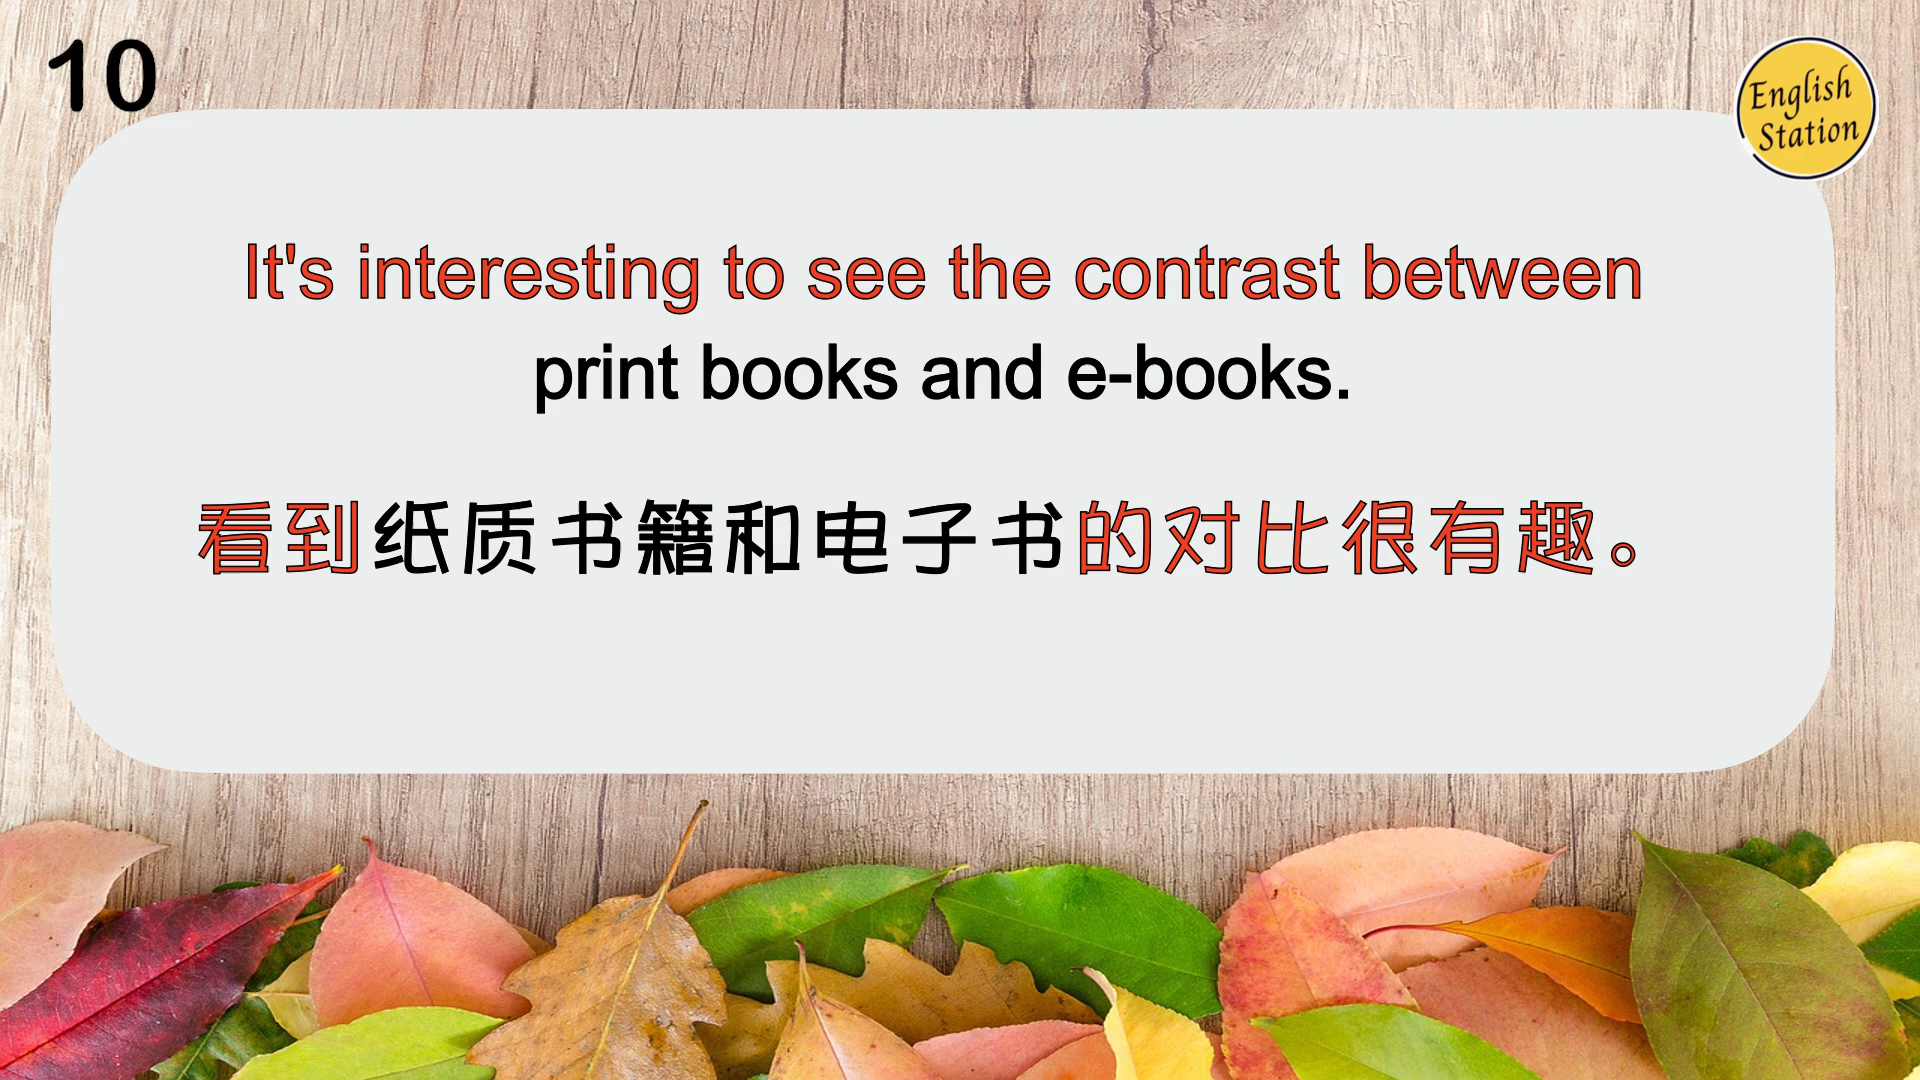 10
English
Station
It's interesting to see the contrast between
print books and e-books.
看到纸质书籍和电子书的对比很有趣。